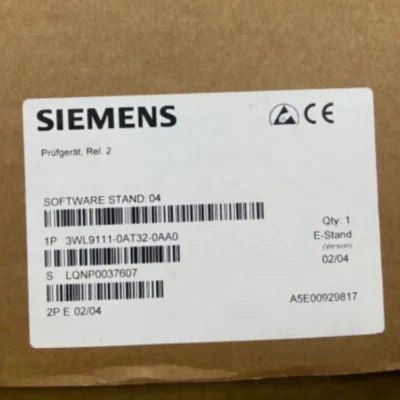 SIEMENS
CE
Prüfgerät, Rel. 2
SOFTWARE STAND: 04
Qty: 1
1P 3WL9111-0AT32-0AA0
E-Stand
(Version)
S LQNP0037607
02/04
2P E 02/04
A5E00929817